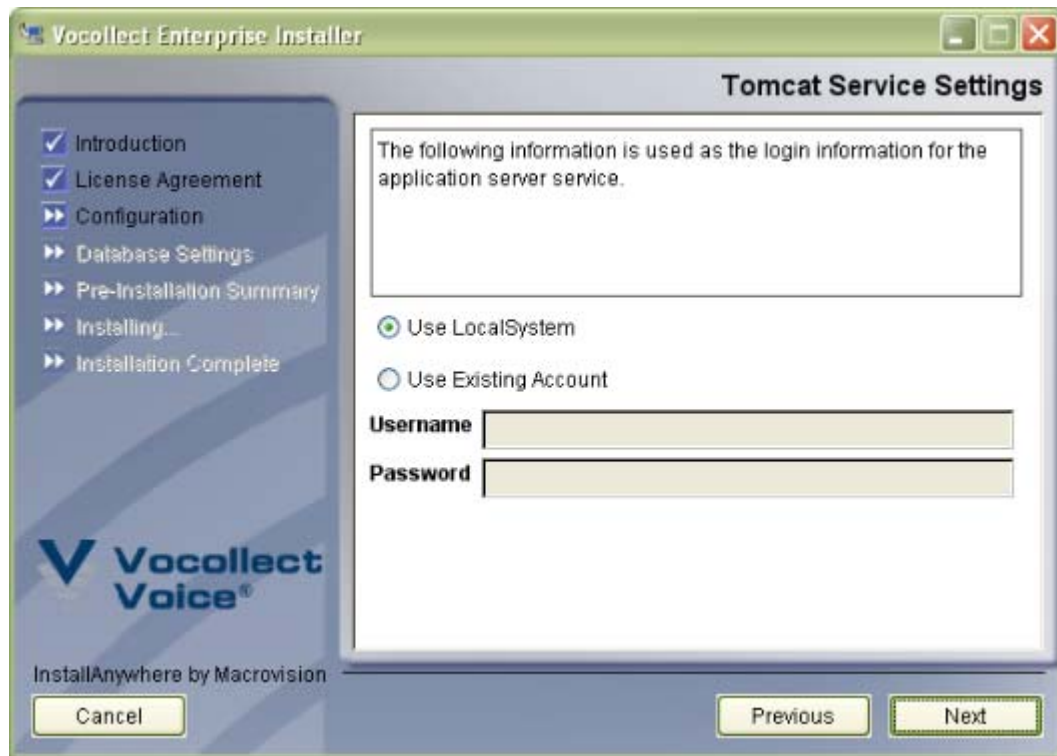 Vocollect Enterprise Installer
Tomcat Service Settings
Introduction
License Agreement
Configuration
Database Settings
Pre-Installation Summary
Installing...
Installation Complete
The following information is used as the login information for the
application server service.
Use LocalSystem
Use Existing Account
Username
Password
V Vocollect
Voice®
InstallAnywhere by Macrovision
Cancel
Previous
Next